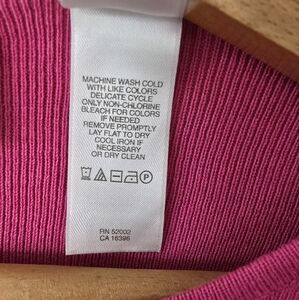 MACHINE WASH COLD
WITH LIKE COLORS
DELICATE CYCLE
ONLY NON-CHLORINE
BLEACH FOR COLORS
IF NEEDED
REMOVE PROMPTLY
LAY FLAT TO DRY
COOL IRON IF
NECESSARY
OR DRY CLEAN
P
RN 52002
CA 16396